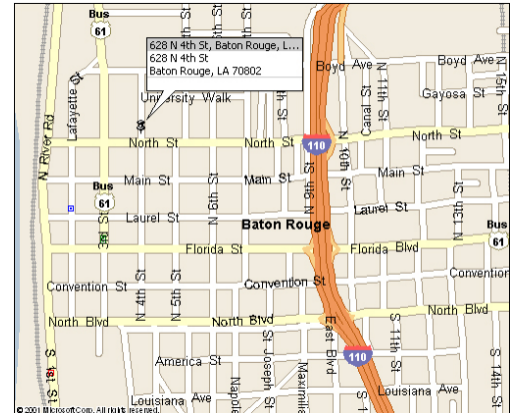 Bus
61
628 N 4th St, Baton Rouge, L...
628 N 4th St
Baton Rouge, LA 70802
Bus
61
Boyd Ave
Boyd Ave
Lafayette St
University Walk
N 11th St
Canal St
Gayosa St
N River Rd
North St
North St
110
N 10th St
Main St
Main St
Main St
Bus
61
3rd St
N 6th St
N 9th St
N 13th St
Laurel St
Laurel St
Baton Rouge
Bus
61
Florida St
Florida Blvd
N 4th St
N 5th St
Convention St
Convention St
Convention
North Blvd
North Blvd
East Blvd
S 11th St
S 14th St
S 1st St
America St
St Joseph St
110
Louisiana Ave
Louisiana Ave
© 2001 Microsoft Corp. All rights reserved.